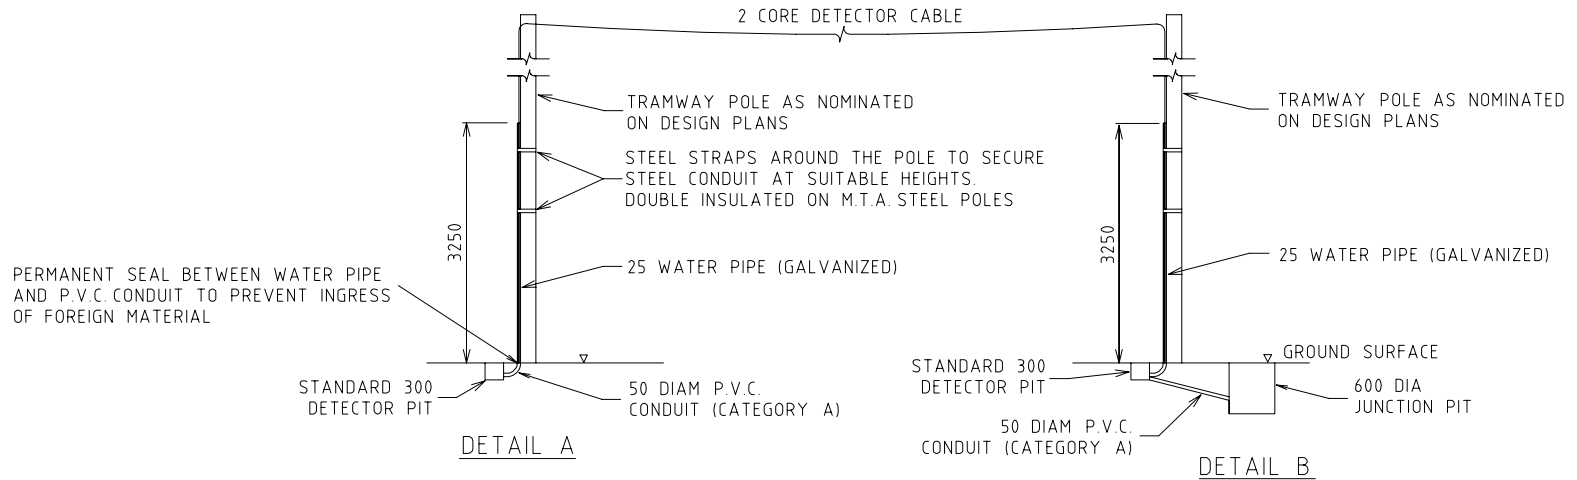 2 CORE DETECTOR CABLE
TRAMWAY POLE AS NOMINATED
ON DESIGN PLANS
STEEL STRAPS AROUND THE POLE TO SECURE
STEEL CONDUIT AT SUITABLE HEIGHTS.
DOUBLE INSULATED ON M.T.A. STEEL POLES
3250
25 WATER PIPE (GALVANIZED)
PERMANENT SEAL BETWEEN WATER PIPE
AND P.V.C. CONDUIT TO PREVENT INGRESS
OF FOREIGN MATERIAL
STANDARD 300
DETECTOR PIT
50 DIAM P.V.C.
CONDUIT (CATEGORY A)
DETAIL A
TRAMWAY POLE AS NOMINATED
ON DESIGN PLANS
3250
25 WATER PIPE (GALVANIZED)
GROUND SURFACE
STANDARD 300
DETECTOR PIT
600 DIA
JUNCTION PIT
50 DIAM P.V.C.
CONDUIT (CATEGORY A)
DETAIL B